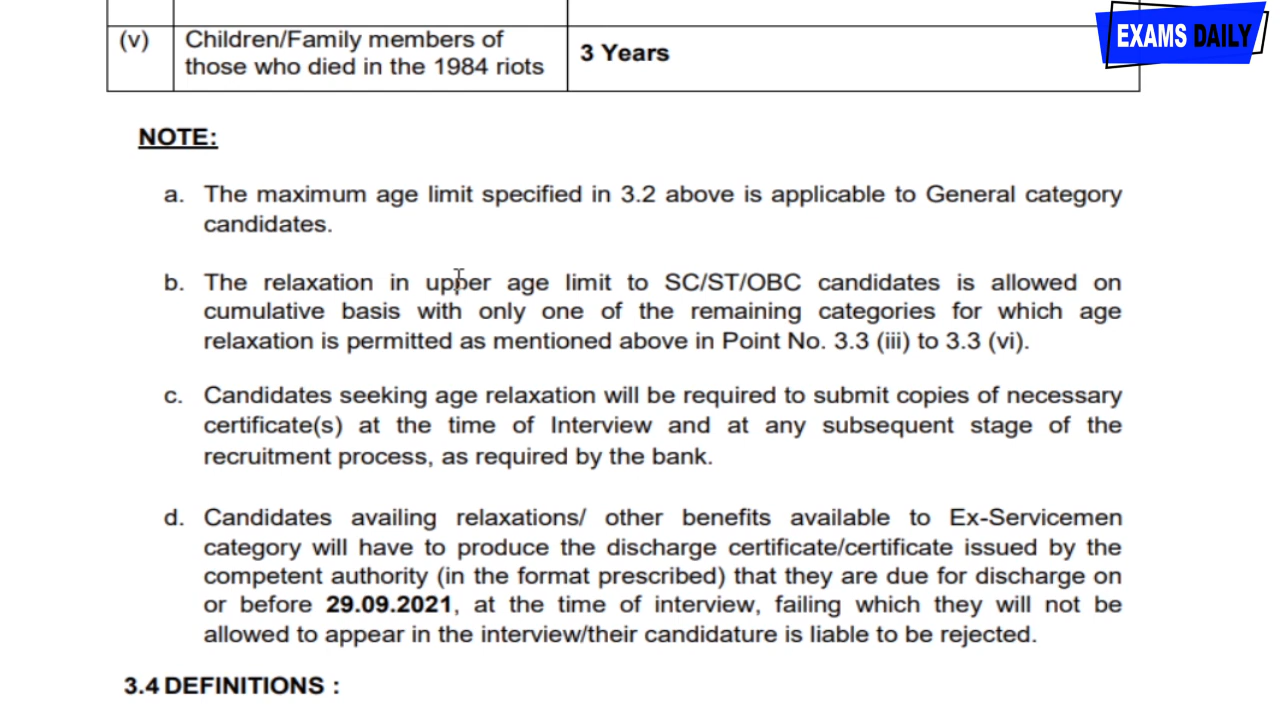 EXAMS DAILY
(v) Children/Family members of
those who died in the 1984 riots
3 Years
NOTE:
a. The maximum age limit specified in 3.2 above is applicable to General category
candidates.
b. The relaxation in upper age limit to SC/ST/OBC candidates is allowed on
cumulative basis with only one of the remaining categories for which age
relaxation is permitted as mentioned above in Point No. 3.3 (iii) to 3.3 (vi).
c. Candidates seeking age relaxation will be required to submit copies of necessary
certificate(s) at the time of Interview and at any subsequent stage of the
recruitment process, as required by the bank.
d. Candidates availing relaxations/ other benefits available to Ex-Servicemen
category will have to produce the discharge certificate/certificate issued by the
competent authority (in the format prescribed) that they are due for discharge on
or before 29.09.2021, at the time of interview, failing which they will not be
allowed to appear in the interview/their candidature is liable to be rejected.
3.4 DEFINITIONS :